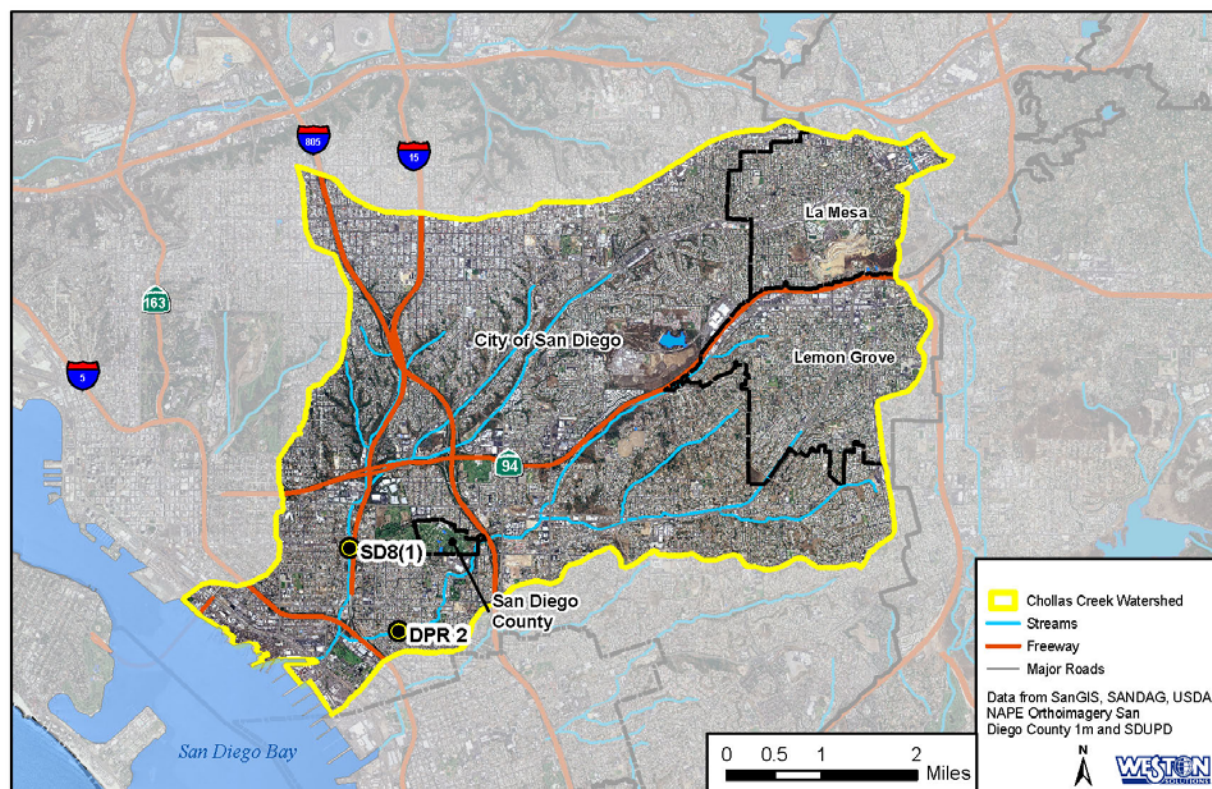 805
15
La Mesa
163
City of San Diego
Lemon Grove
5
94
SD8(1)
San Diego
County
DPR 2
San Diego Bay
Chollas Creek Watershed
Streams
Freeway
Major Roads
Data from SanGIS, SANDAG, USDA
NAPE Orthoimagery San
Diego County 1m and SDUPD
0 0.5 1 2
Miles
N
WESTON
SOLUTIONS